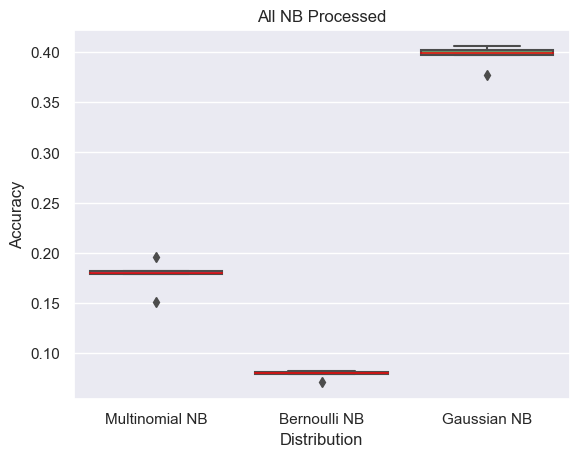 All NB Processed
Accuracy
0.40
0.35
0.30
0.25
0.20
0.15
0.10
Multinomial NB
Bernoulli NB
Gaussian NB
Distribution